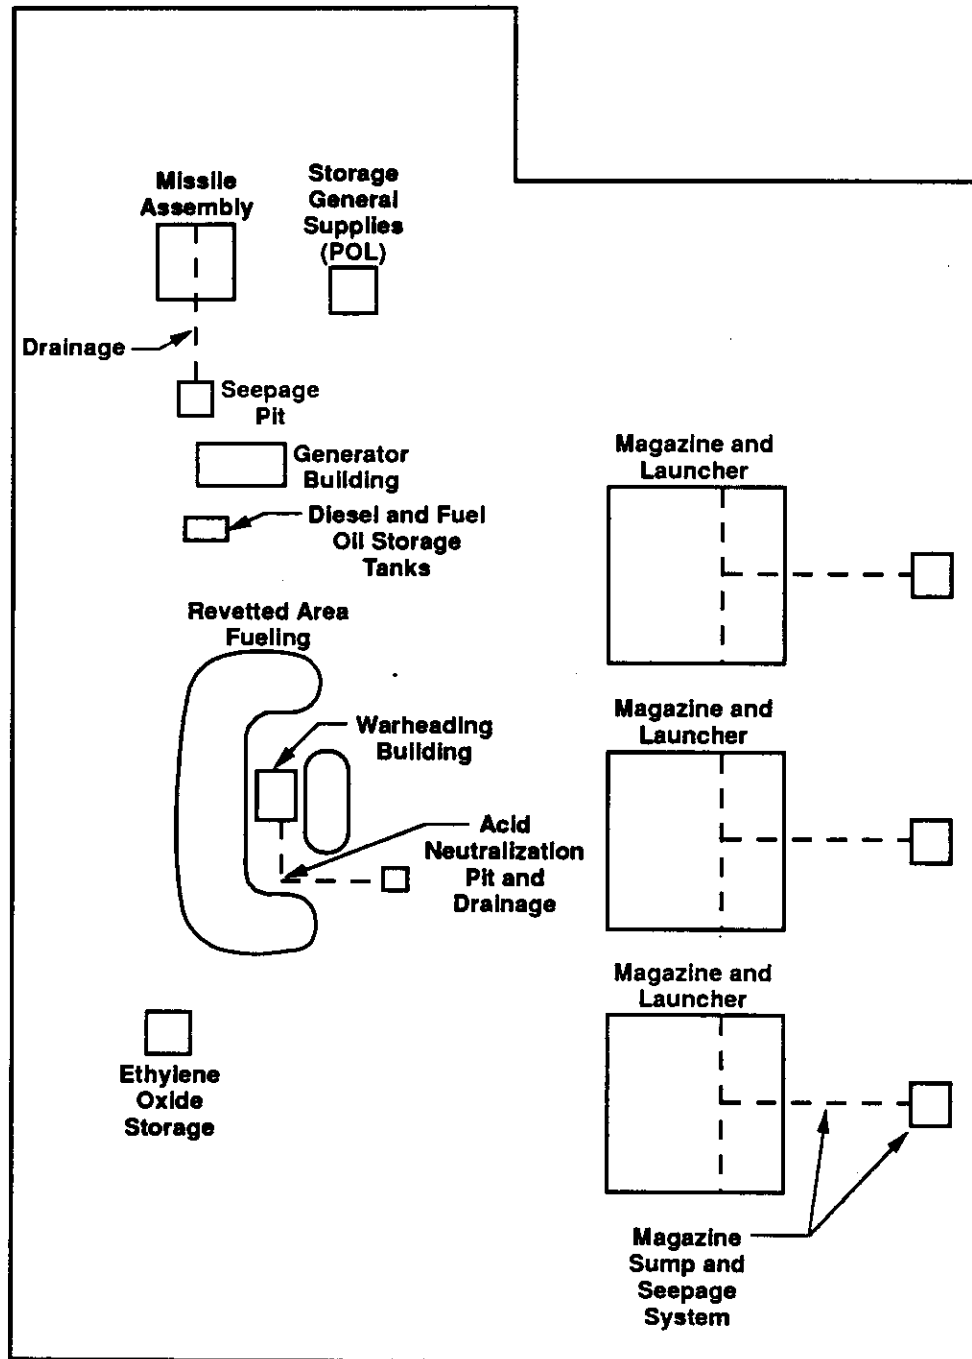 Missile
Assembly
Storage
General
Supplies
(POL)
Drainage
Seepage
Pit
Generator
Building
Diesel and Fuel
Oil Storage
Tanks
Revetted Area
Fueling
Warheading
Building
Acid
Neutralization
Pit and
Drainage
Ethylene
Oxide
Storage
Magazine and
Launcher
Magazine and
Launcher
Magazine and
Launcher
Magazine
Sump and
Seepage
System